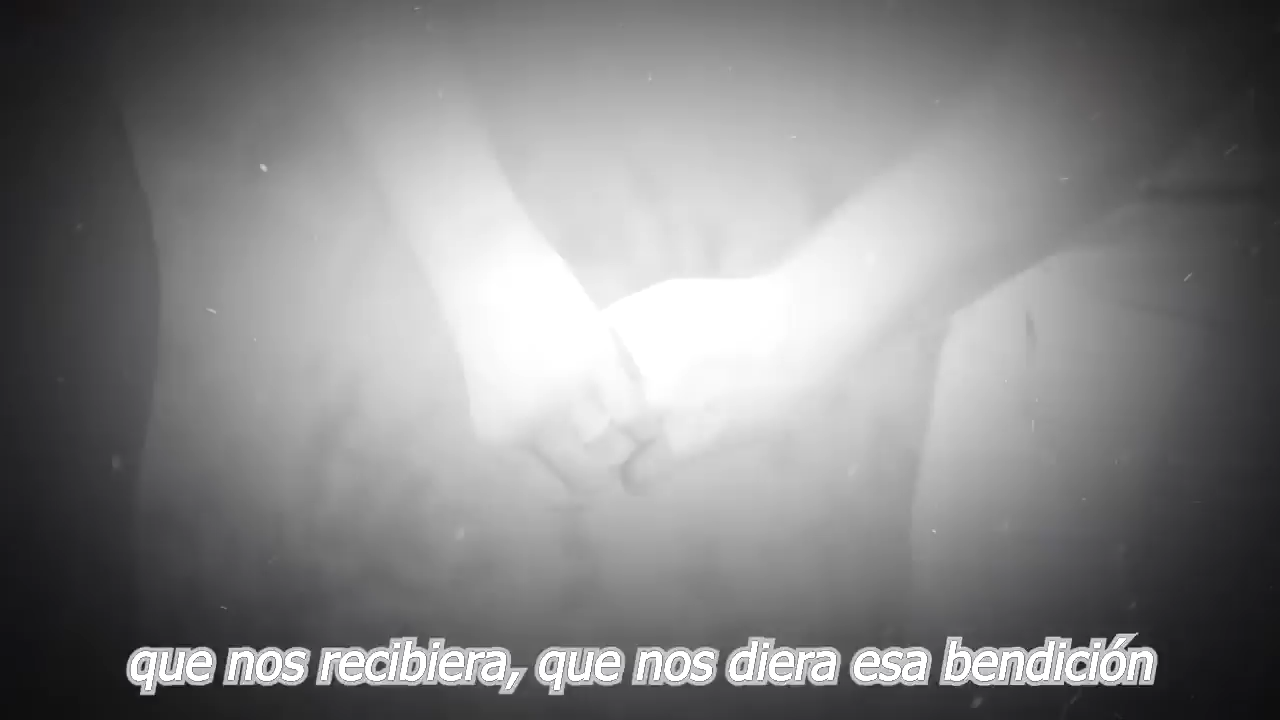 que nos recibiera, que nos diera esa bendición